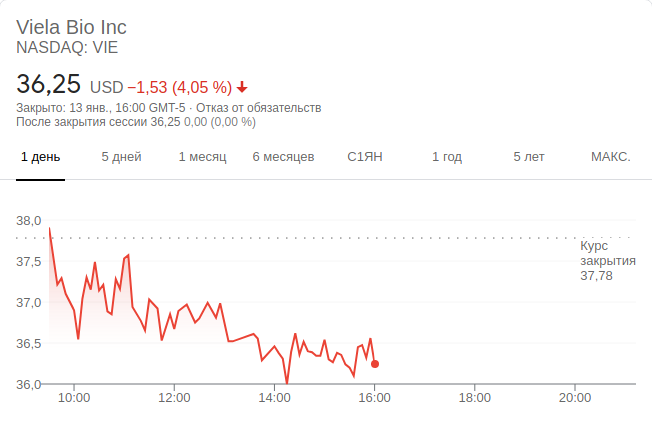 Viela Bio Inc
NASDAQ: VIE
36,25 USD −1,53 (4,05 %)
Закрыто: 13 янв., 16:00 GMT-5 · Отказ от обязательств
После закрытия сессии 36,25 0,00 (0,00 %)
1 день 5 дней 1 месяц 6 месяцев С1ЯН 1 год 5 лет МАКС.
38,0
37,5
37,0
36,5
36,0
Курс
закрытия
37,78
10:00 12:00 14:00 16:00 18:00 20:00